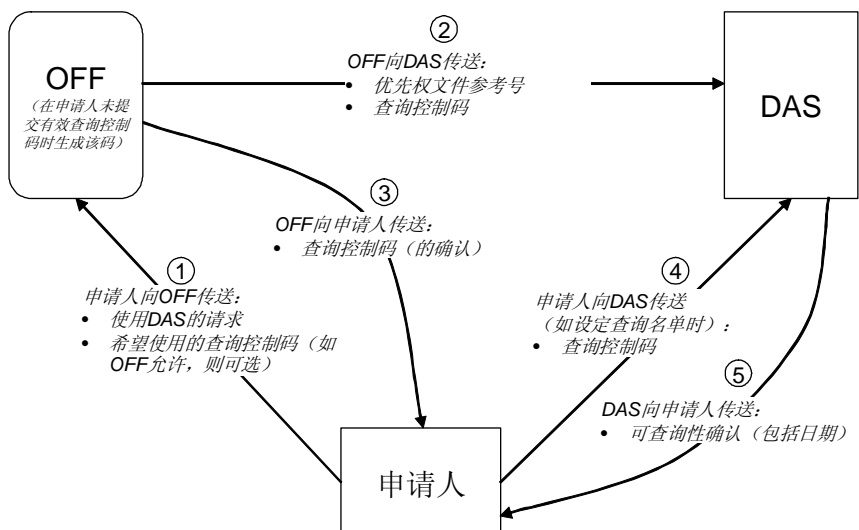 OFF
（在申请人未提
交有效查询控制
码时生成该码）
②
OFF向DAS传送：
• 优先权文件参考号
• 查询控制码
DAS
③
OFF向申请人传送：
• 查询控制码（的确认）
①
申请人向OFF传送：
• 使用DAS的请求
• 希望使用的查询控制码（如
OFF允许，则可选）
④
申请人向DAS传送
（如设定查询名单时）：
• 查询控制码
⑤
DAS向申请人传送：
• 可查询性确认（包括日期）
申请人